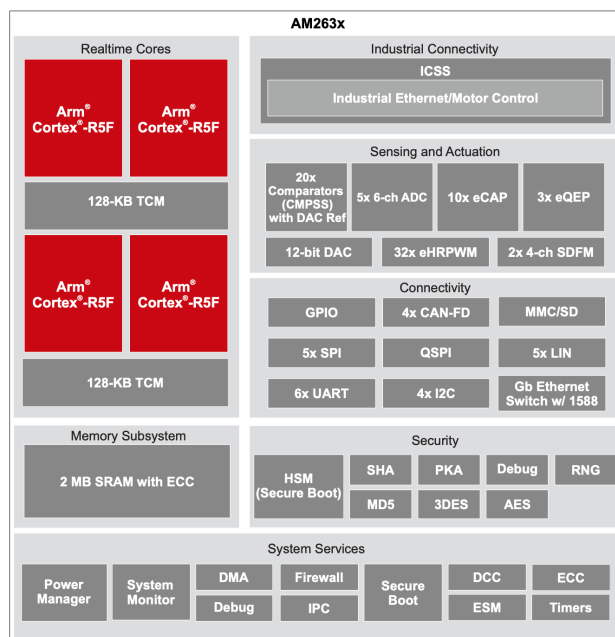 AM263x
Realtime Cores
Arm®
Cortex®-R5F
Arm®
Cortex®-R5F
128-KB TCM
Arm®
Cortex®-R5F
Arm®
Cortex®-R5F
128-KB TCM
Industrial Connectivity
ICSS
Industrial Ethernet/Motor Control
Sensing and Actuation
20x
Comparators
(CMPSS)
with DAC Ref
5x 6-ch ADC
10x eCAP
3x eQEP
12-bit DAC
32x eHRPWM
2x 4-ch SDFM
Connectivity
GPIO
4x CAN-FD
MMC/SD
5x SPI
QSPI
5x LIN
6x UART
4x I2C
Gb Ethernet
Switch w/ 1588
Memory Subsystem
2 MB SRAM with ECC
Security
HSM
(Secure Boot)
SHA
PKA
Debug
RNG
MD5
3DES
AES
System Services
Power
Manager
System
Monitor
DMA
Firewall
Debug
IPC
Secure
Boot
DCC
ECC
ESM
Timers